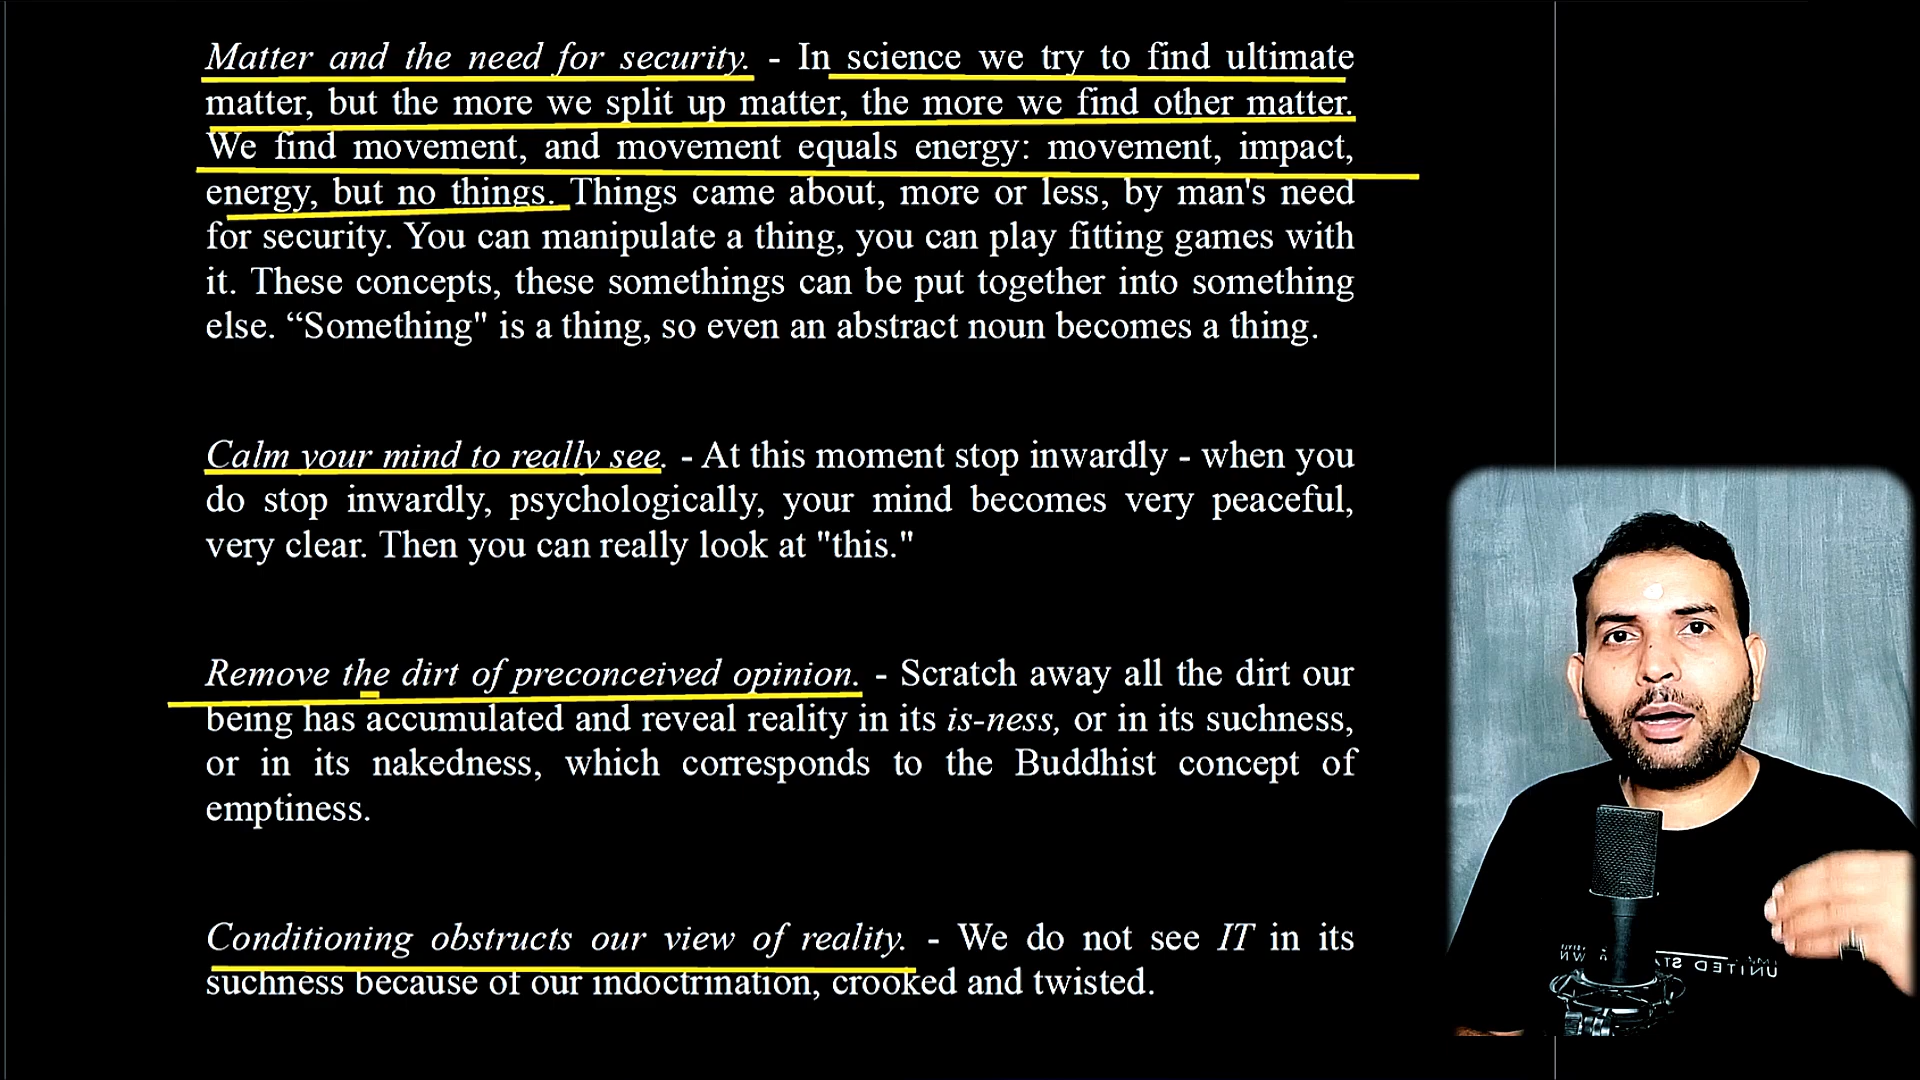 Matter and the need for security. - In science we try to find ultimate
matter, but the more we split up matter, the more we find other matter.
We find movement, and movement equals energy: movement, impact,
energy, but no things. Things came about, more or less, by man's need
for security. You can manipulate a thing, you can play fitting games with
it. These concepts, these somethings can be put together into something
else. “Something" is a thing, so even an abstract noun becomes a thing.
Calm your mind to really see. - At this moment stop inwardly - when you
do stop inwardly, psychologically, your mind becomes very peaceful,
very clear. Then you can really look at "this."
Remove the dirt of preconceived opinion. - Scratch away all the dirt our
being has accumulated and reveal reality in its is-ness, or in its suchness,
or in its nakedness, which corresponds to the Buddhist concept of
emptiness.
Conditioning obstructs our view of reality. - We do not see IT in its
suchness because of our indoctrination, crooked and twisted.
UNITED